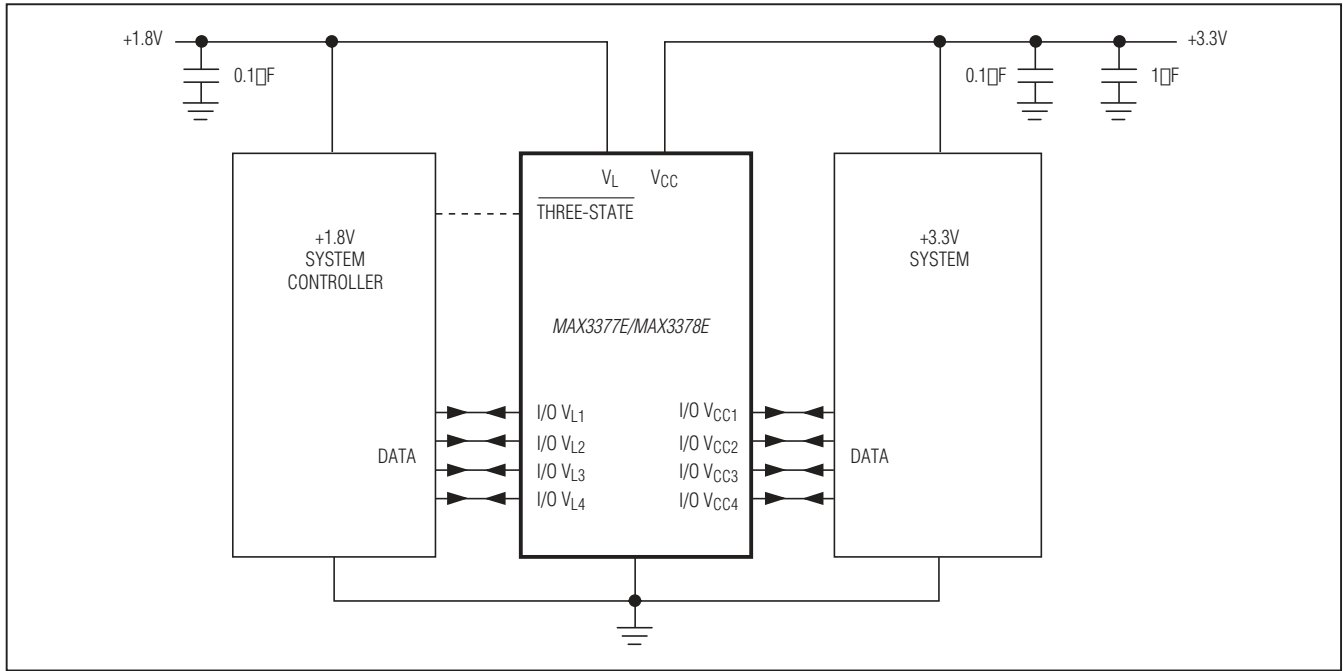 +1.8V
+3.3V
0.1▯F
0.1▯F
1▯F
VL
VCC
THREE-STATE
+1.8V
SYSTEM
CONTROLLER
+3.3V
SYSTEM
MAX3377E/MAX3378E
I/O VL1
I/O VCC1
I/O VL2
I/O VCC2
DATA
DATA
I/O VL3
I/O VCC3
I/O VL4
I/O VCC4